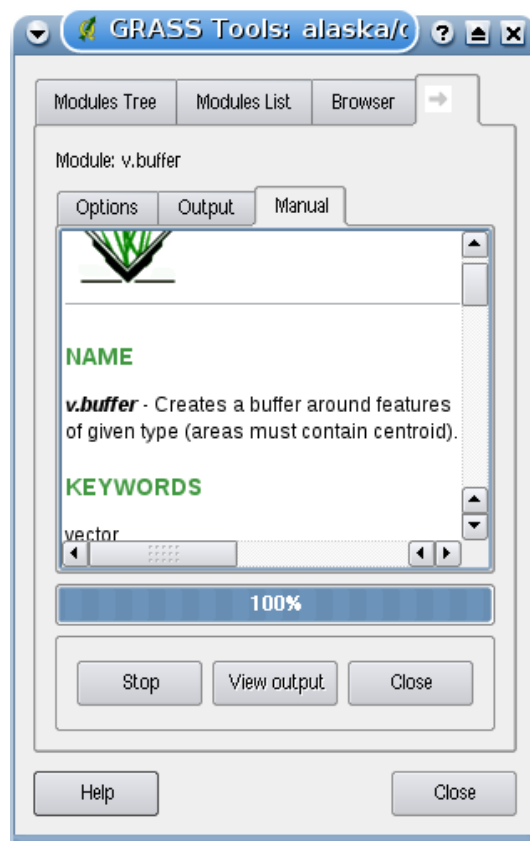 GRASS Tools: alaska/
Modules Tree Modules List Browser
Module: v.buffer
Options Output Manual
NAME
v.buffer - Creates a buffer around features
of given type (areas must contain centroid).
KEYWORDS
vector
100%
Stop View output Close
Help Close